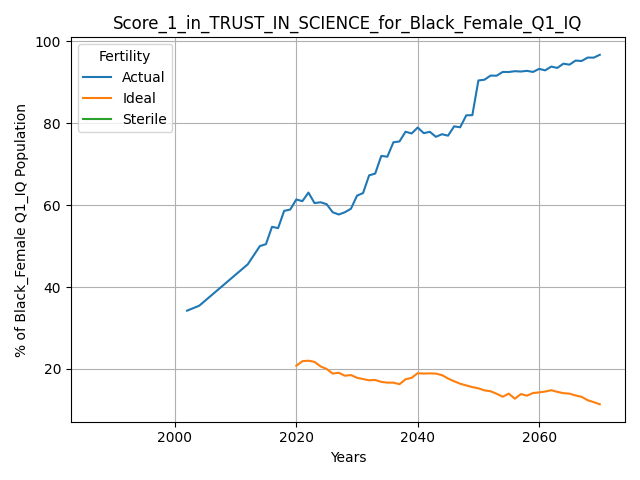 Score_1_in_TRUST_IN_SCIENCE_for_Black_Female_Q1_IQ
Fertility
Actual
Ideal
Sterile
% of Black_Female Q1_IQ Population
100
80
60
40
20
2000 2020 2040 2060
Years